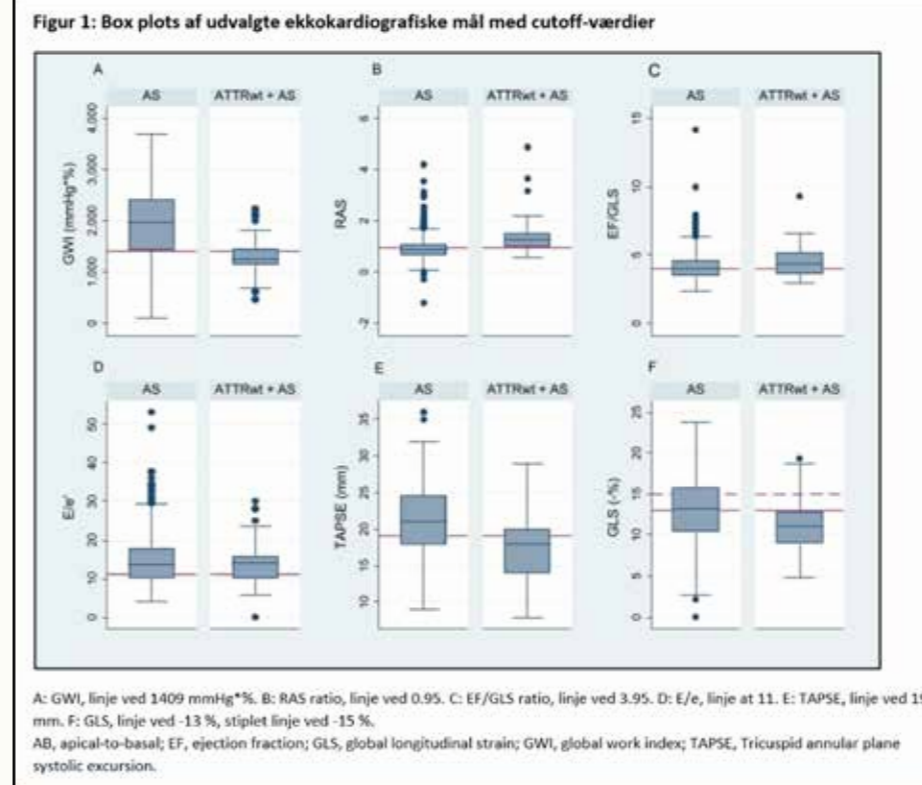 Figur 1: Box plots af udvalgte ekkokardiografiske mål med cutoff-værdier
A
AS ATTRwt + AS
GWI (mmHg*%)
4,000
3,000
2,000
1,000
0
B
AS ATTRwt + AS
RAS
6
4
2
0
-2
C
AS ATTRwt + AS
EF/GLS
15
10
5
0
D
AS ATTRwt + AS
E/e'
50
40
30
20
10
0
E
AS ATTRwt + AS
TAPSE (mm)
35
30
25
20
15
10
F
AS ATTRwt + AS
GLS (-%)
25
20
15
10
5
0
A: GWI, linje ved 1409 mmHg*%. B: RAS ratio, linje ved 0.95. C: EF/GLS ratio, linje ved 3.95. D: E/e, linje at 11. E: TAPSE, linje ved 19
mm. F: GLS, linje ved -13 %, stiplet linje ved -15 %.
AB, apical-to-basal; EF, ejection fraction; GLS, global longitudinal strain; GWI, global work index; TAPSE, Tricuspid annular plane
systolic excursion.